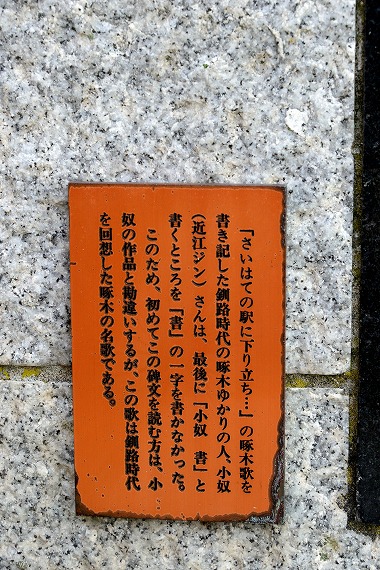 「さいはての駅に下り立ち…」の啄木歌を
書き記した釧路時代の啄木ゆかりの人、小奴
(近江ジン)さんは、最後に「小奴　書」と
書くところを「書」の一字を書かなかった。
このため、初めてこの碑文を読む方は、小
奴の作品と勘違いするが、この歌は釧路時代
を回想した啄木の名歌である。